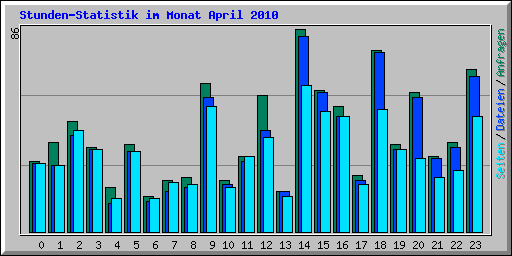 Stunden-Statistik im Monat April 2010
86
Seiten / Dateien / Anfragen
0 1 2 3 4 5 6 7 8 9 10 11 12 13 14 15 16 17 18 19 20 21 22 23